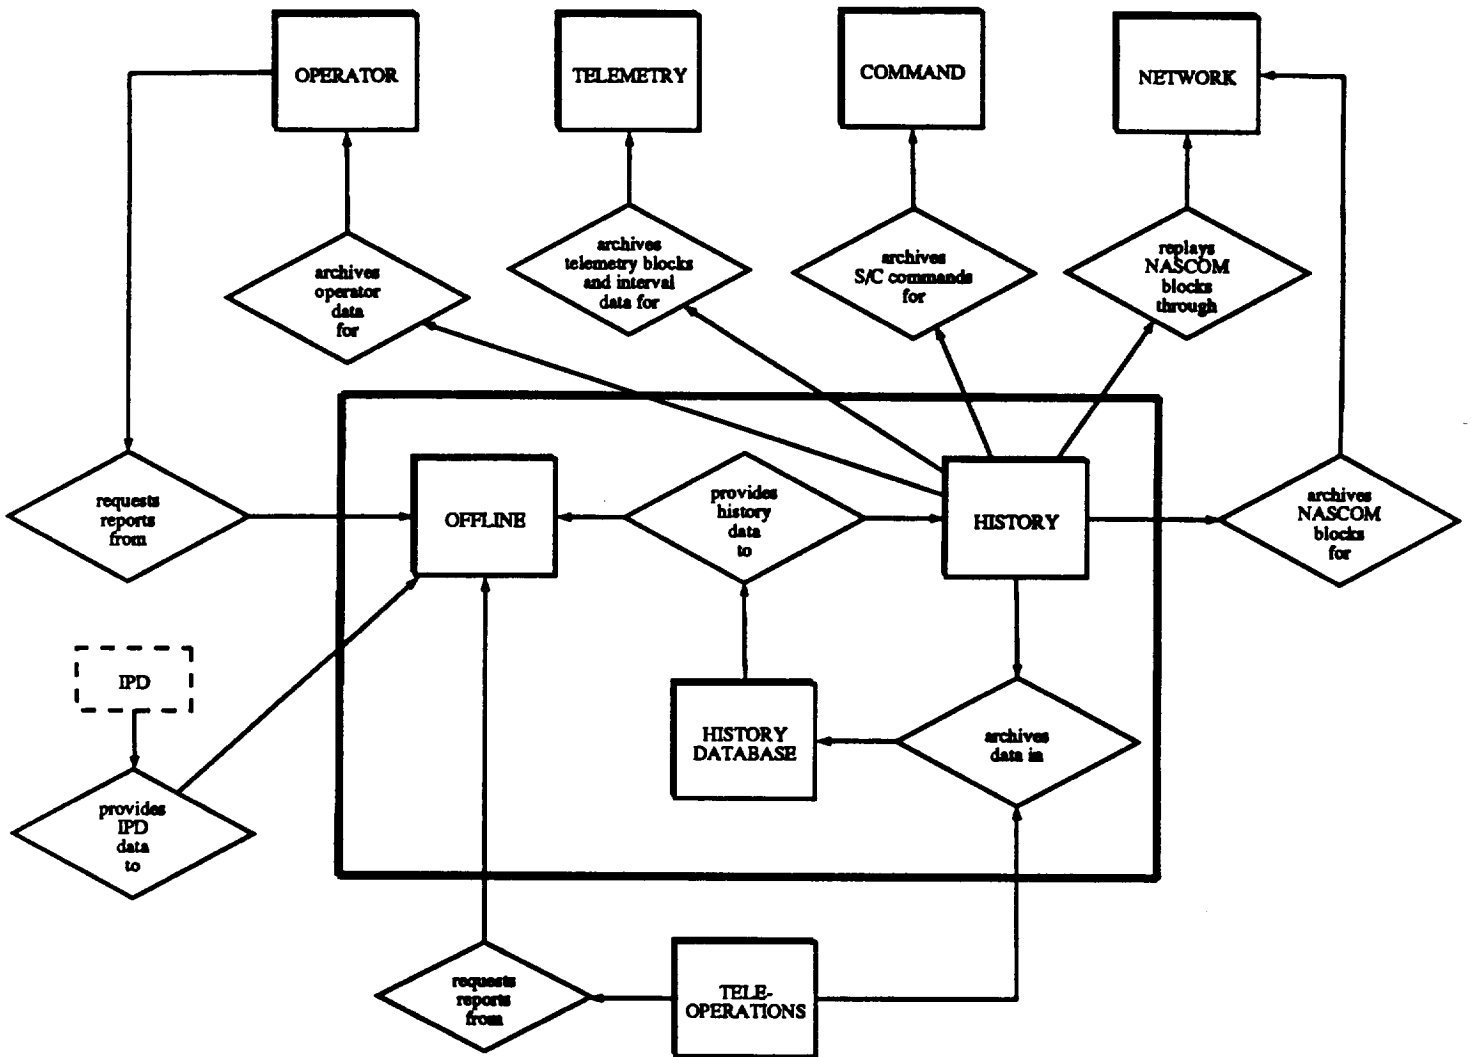 OPERATOR
TELEMETRY
COMMAND
NETWORK
archives
operator
data
for
archives
telemetry blocks
and interval
data for
archives
S/C commands
for
replays
NASCOM
blocks
through
requests
reports
from
OFFLINE
provides
history
data
to
HISTORY
archives
NASCOM
blocks
for
IPD
HISTORY
DATABASE
archives
data in
provides
IPD
data
to
requests
reports
from
TELE-
OPERATIONS